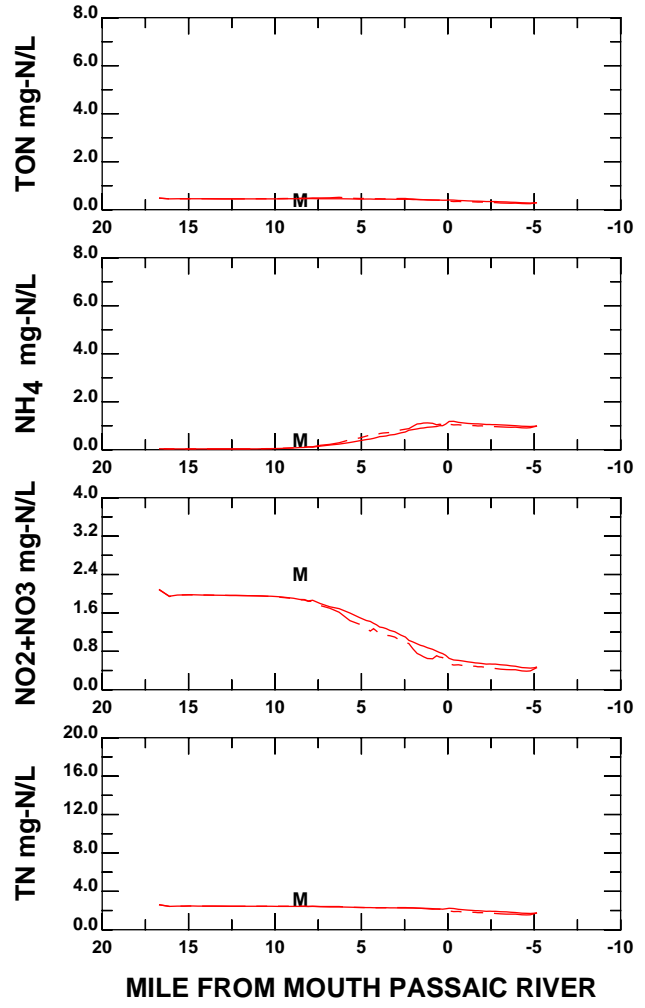 TON mg-N/L
8.0
6.0
4.0
2.0
0.0
M
20 15 10 5 0 -5 -10
NH4 mg-N/L
8.0
6.0
4.0
2.0
0.0
M
20 15 10 5 0 -5 -10
NO2+NO3 mg-N/L
4.0
3.2
2.4
1.6
0.8
0.0
M
20 15 10 5 0 -5 -10
TN mg-N/L
20.0
16.0
12.0
8.0
4.0
0.0
M
20 15 10 5 0 -5 -10
MILE FROM MOUTH PASSAIC RIVER